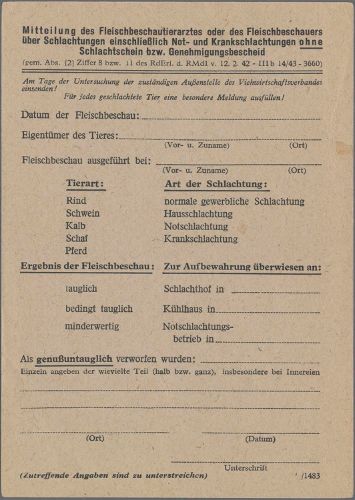 Mitteilung des Fleischbeschautierarztes oder des Fleischbeschauers
über Schlachtungen einschließlich Not- und Krankschlachtungen ohne
Schlachtschein bzw. Genehmigungsbescheid
(gem. Abs. (2) Ziffer 8 bzw. 11 des RdErl. d. RMdI v. 12. 2. 42 - III b 14/43 - 3660)
Am Tage der Untersuchung der zuständigen Außenstelle des Viehwirtschaftsverbandes
einsenden!
Für jedes geschlachtete Tier eine besondere Meldung ausfüllen!
Datum der Fleischbeschau:
Eigentümer des Tieres:
(Vor- u. Zuname) (Ort)
Fleischbeschau ausgeführt bei:
(Vor- u. Zuname) (Ort)
Tierart: Art der Schlachtung:
Rind normale gewerbliche Schlachtung
Schwein Hausschlachtung
Kalb Notschlachtung
Schaf Krankschlachtung
Pferd
Ergebnis der Fleischbeschau: Zur Aufbewahrung überwiesen an:
tauglich Schlachthof in
bedingt tauglich Kühlhaus in
minderwertig Notschlachtungs-
betrieb in
Als genußuntauglich verworfen wurden:
Einzeln angeben der wievielte Teil (halb bzw. ganz), insbesondere bei Innereien
(Ort) (Datum)
Unterschrift
(Zutreffende Angaben sind zu unterstreichen) /1483